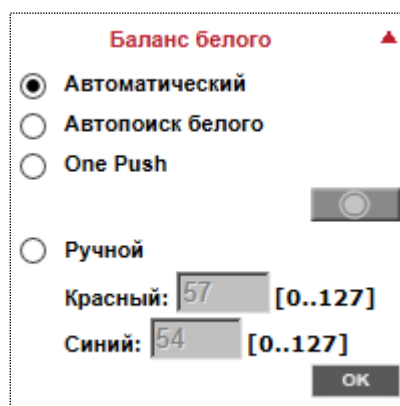 Баланс белого
Автоматический
Автопоиск белого
One Push
Ручной
Красный: 57 [0..127]
Синий: 54 [0..127]
OK